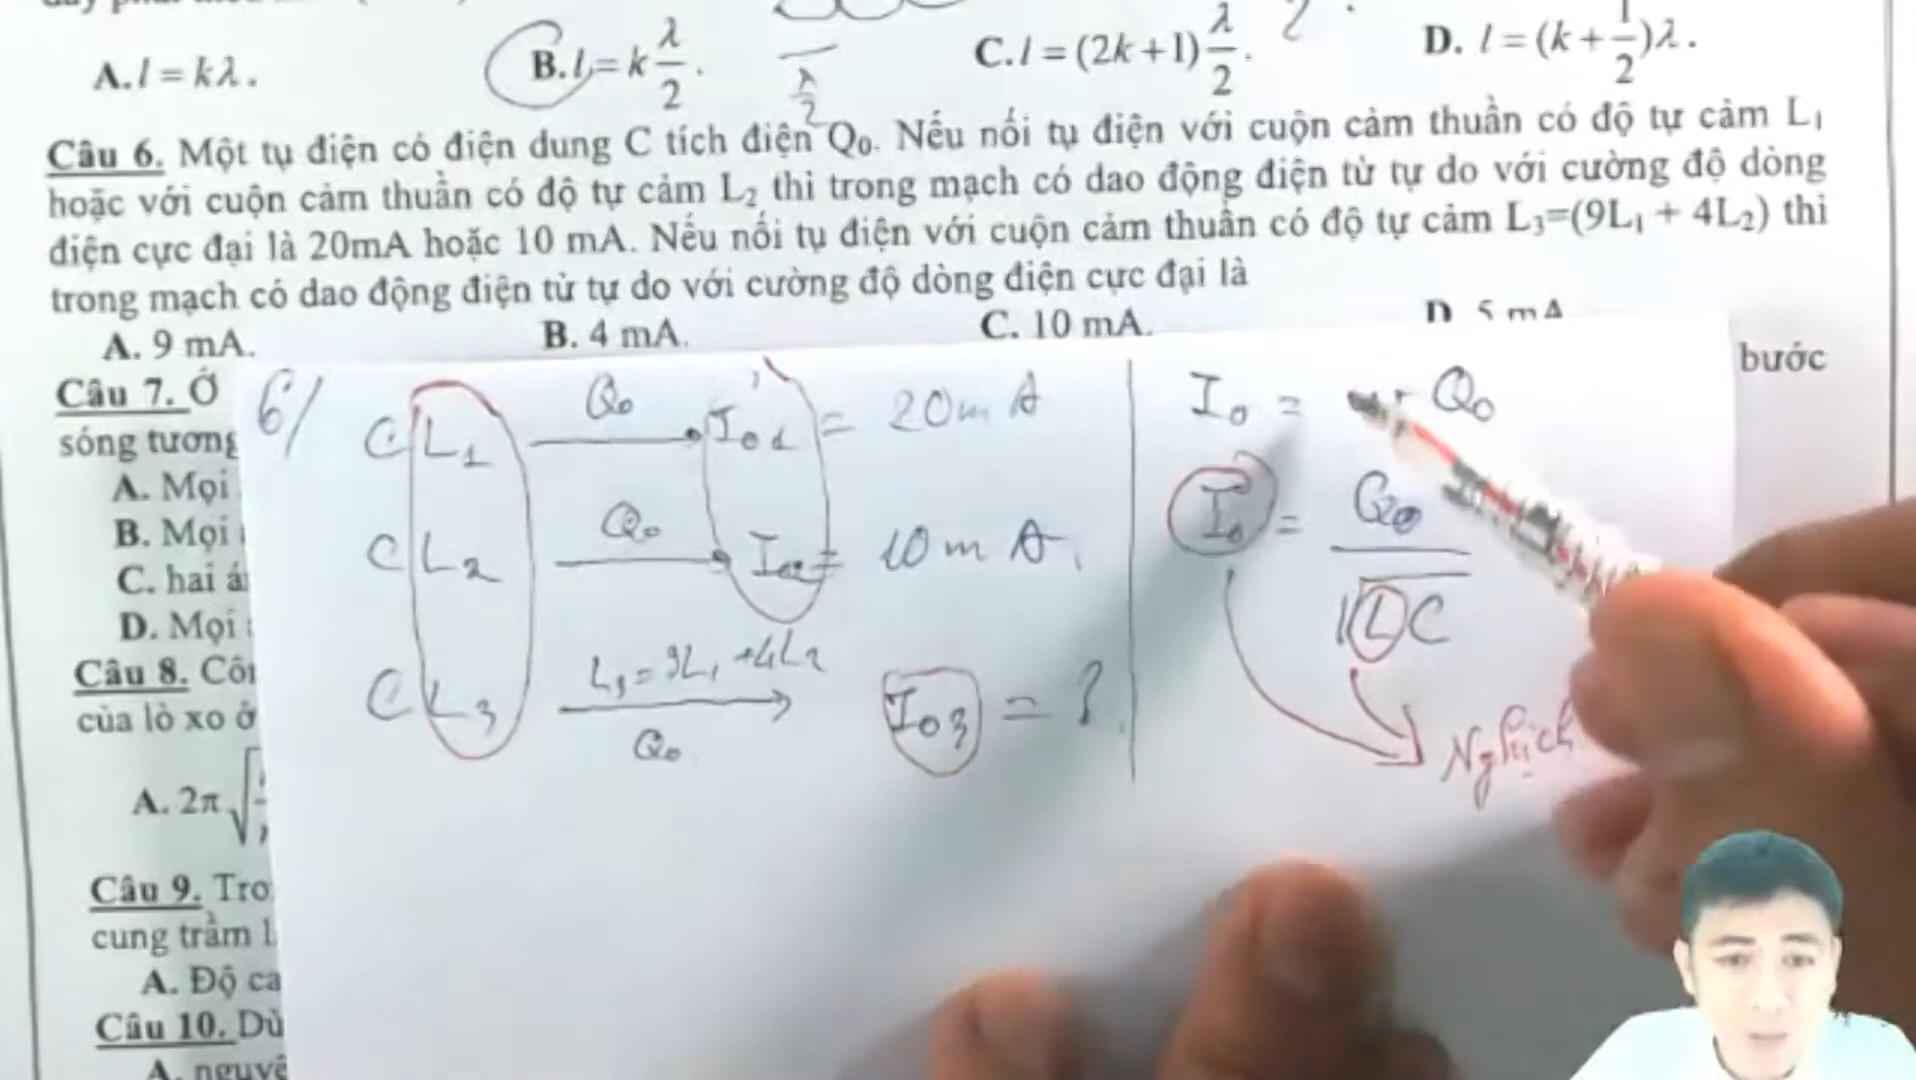 A. l = kλ.
B. l = k λ/2.
C. l = (2k+1) λ/2.
D. l = (k + 1/2)λ.
λ/2
Câu 6. Một tụ điện có điện dung C tích điện Q₀. Nếu nối tụ điện với cuộn cảm thuần có độ tự cảm L₁
hoặc với cuộn cảm thuần có độ tự cảm L₂ thì trong mạch có dao động điện từ tự do với cường độ dòng
điện cực đại là 20mA hoặc 10 mA. Nếu nối tụ điện với cuộn cảm thuần có độ tự cảm L₃=(9L₁ + 4L₂) thì
trong mạch có dao động điện từ tự do với cường độ dòng điện cực đại là
A. 9 mA.
B. 4 mA.
C. 10 mA.
D 5 mA
Câu 7. Ở
bước
sóng tương
A. Mọi
B. Mọi
C. hai á
D. Mọi
Câu 8. Côn
của lò xo ở
A. 2π√
Câu 9. Tro
cung trầm l
A. Độ ca
Câu 10. Dù
A. nguyê
6/
C L₁ Q₀ I₀₁ = 20mA
C L₂ Q₀ I₀₂ = 10mA
C L₃ L₃ = 9L₁ + 4L₂ Q₀ I₀₃ = ?
I₀ = Q₀
I₀ = Q₀/√LC
Nghịch